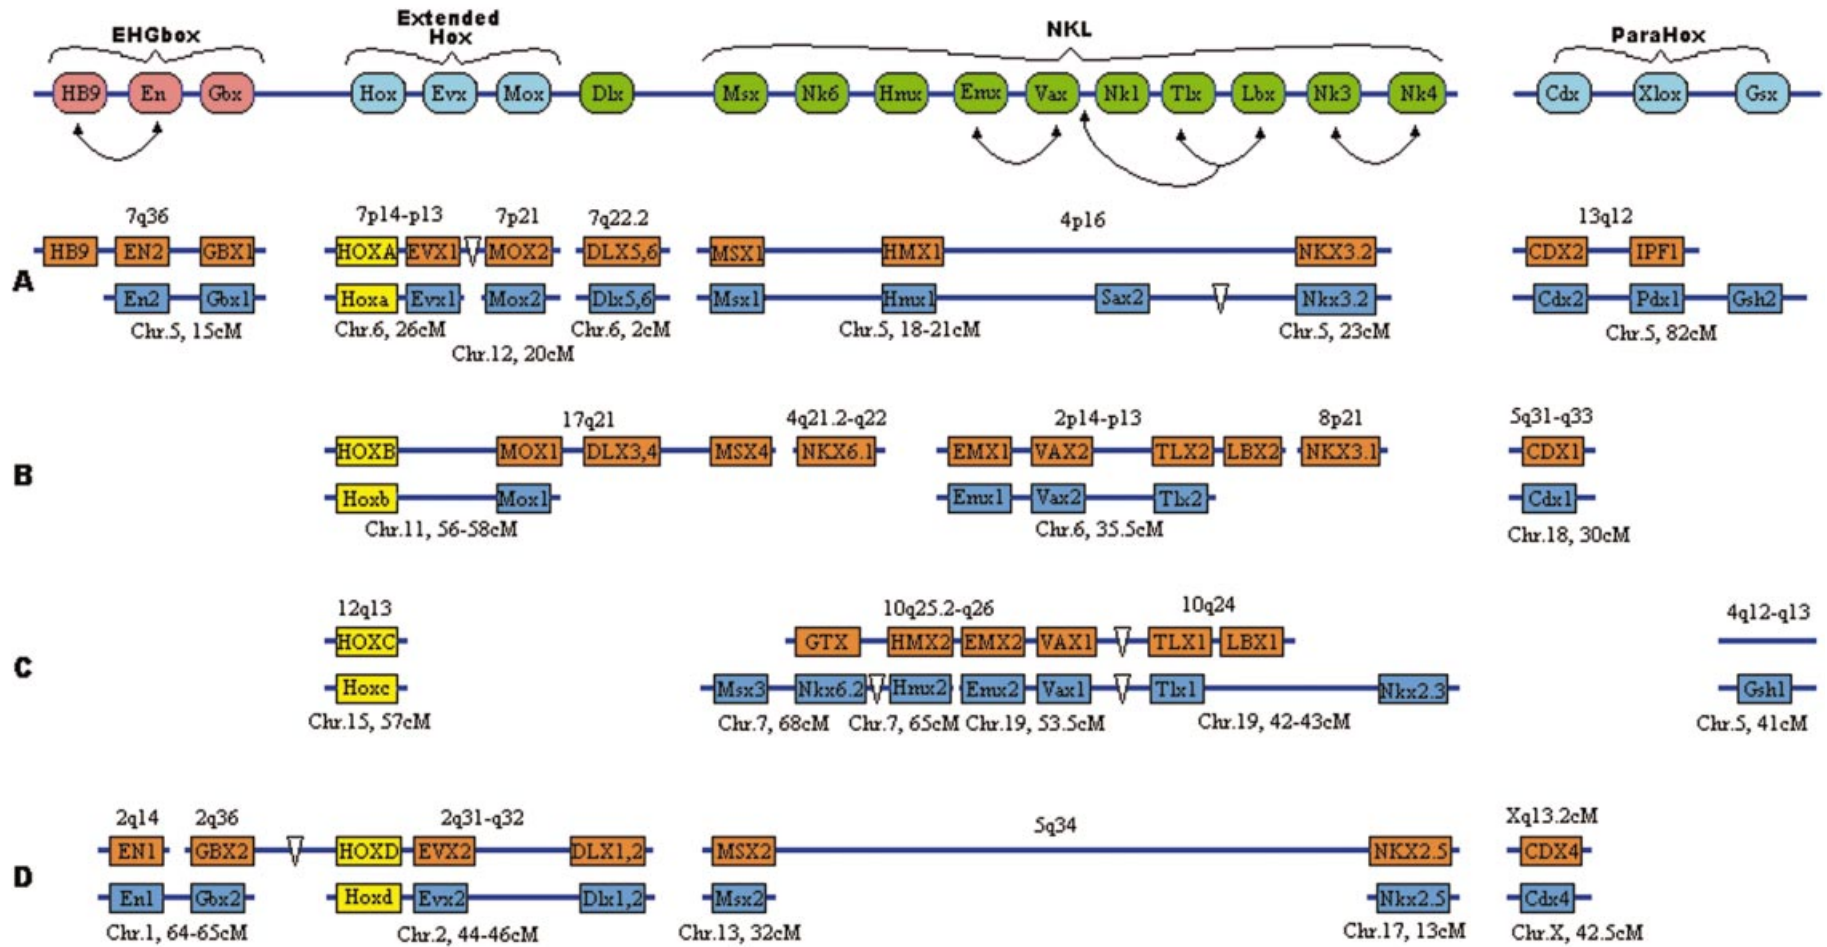 EHGbox
Extended
Hox
NKL
ParaHox
HB9 En Gbx Hox Evx Mox Dlx Msx Nk6 Hmx Emx Vax Nk1 Tlx Lbx Nk3 Nk4 Cdx Xlox Gsx
7q36 7p14-p13 7p21 7q22.2 4p16 13q12
HB9 EN2 GBX1 HOXA EVX1 MOX2 DLX5,6 MSX1 HMX1 NKX3.2 CDX2 IPF1
A
En2 Gbx1 Hoxa Evx1 Mox2 Dlx5,6 Msx1 Hmx1 Sax2 Nkx3.2 Cdx2 Pdx1 Gsh2
Chr.5, 15cM Chr.6, 26cM Chr.6, 2cM Chr.5, 18-21cM Chr.5, 23cM Chr.5, 82cM
Chr.12, 20cM
17q21 4q21.2-q22 2p14-p13 8p21 5q31-q33
HOXB MOX1 DLX3,4 MSX4 NKX6.1 EMX1 VAX2 TLX2 LBX2 NKX3.1 CDX1
B
Hoxb Mox1 Emx1 Vax2 Tlx2 Cdx1
Chr.11, 56-58cM Chr.6, 35.5cM Chr.18, 30cM
12q13 10q25.2-q26 10q24 4q12-q13
HOXC GTX HMX2 EMX2 VAX1 TLX1 LBX1
C
Hoxc Msx3 Nkx6.2 Hmx2 Emx2 Vax1 Tlx1 Nkx2.3 Gsh1
Chr.15, 57cM Chr.7, 68cM Chr.7, 65cM Chr.19, 53.5cM Chr.19, 42-43cM Chr.5, 41cM
2q14 2q36 2q31-q32 5q34 Xq13.2cM
EN1 GBX2 HOXD EVX2 DLX1,2 MSX2 NKX2.5 CDX4
D
En1 Gbx2 Hoxd Evx2 Dlx1,2 Msx2 Nkx2.5 Cdx4
Chr.1, 64-65cM Chr.2, 44-46cM Chr.13, 32cM Chr.17, 13cM Chr.X, 42.5cM